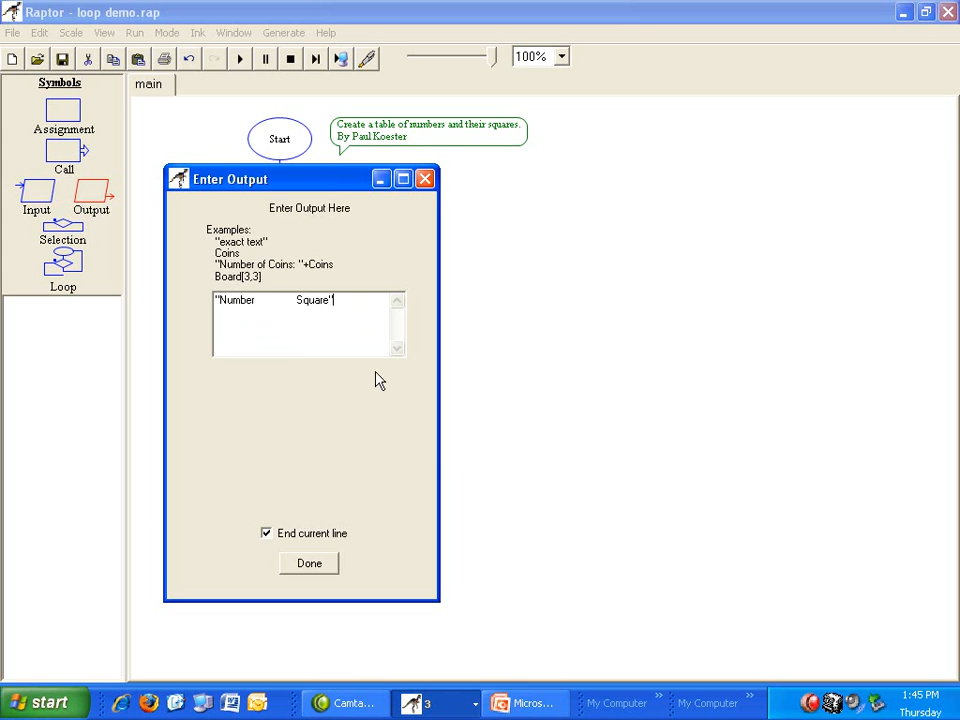 Raptor - loop demo.rap
File Edit Scale View Run Mode Ink Window Generate Help
100%
Symbols
main
Assignment
Call
Input Output
Selection
Loop
Start
Create a table of numbers and their squares.
By Paul Koester
Enter Output
Enter Output Here
Examples:
"exact text"
Coins
"Number of Coins: "+Coins
Board[3,3]
"Number Square"
End current line
Done
start
Camta...
3
Micros...
My Computer
»
My Computer
»
1:45 PM
Thursday